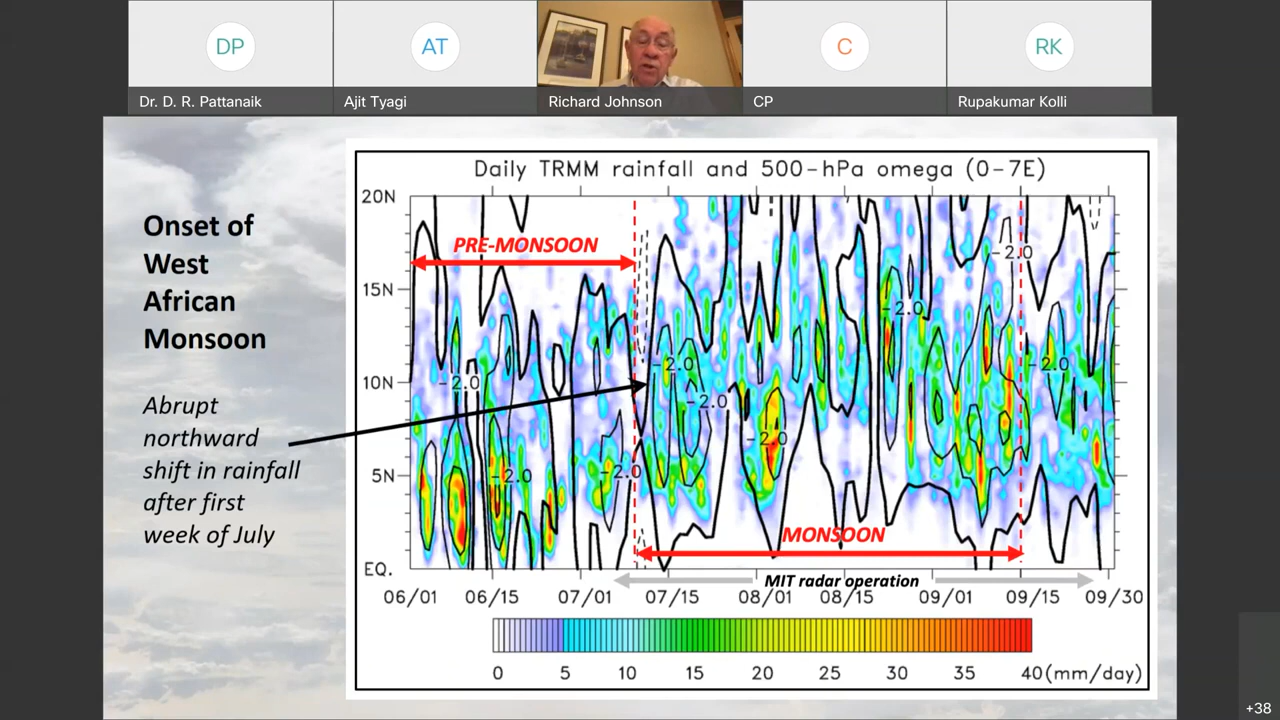 DP
AT
C
RK
Dr. D. R. Pattanaik
Ajit Tyagi
Richard Johnson
CP
Rupakumar Kolli
Onset of
West
African
Monsoon
Abrupt
northward
shift in rainfall
after first
week of July
Daily TRMM rainfall and 500-hPa omega (0-7E)
20N
PRE-MONSOON
-2.0
15N
-2.0
-2.0
-2.0
10N
-2.0
-2.0
-2.0
5N
-2.0
-2.0
MONSOON
EQ.
MIT radar operation
06/01 06/15 07/01 07/15 08/01 08/15 09/01 09/15 09/30
0 5 10 15 20 25 30 35 40 (mm/day)
+38